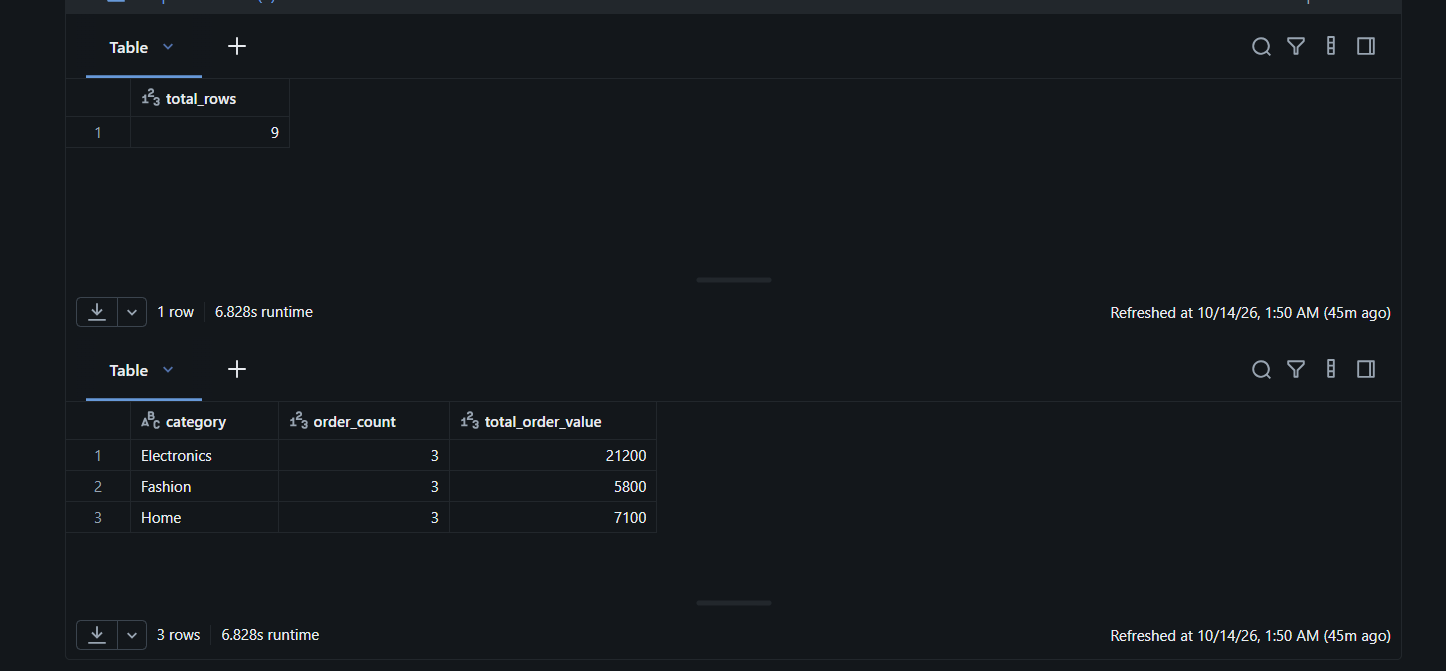 Table
total_rows
1 9
1 row 6.828s runtime Refreshed at 10/14/26, 1:50 AM (45m ago)
Table
category order_count total_order_value
1 Electronics 3 21200
2 Fashion 3 5800
3 Home 3 7100
3 rows 6.828s runtime Refreshed at 10/14/26, 1:50 AM (45m ago)